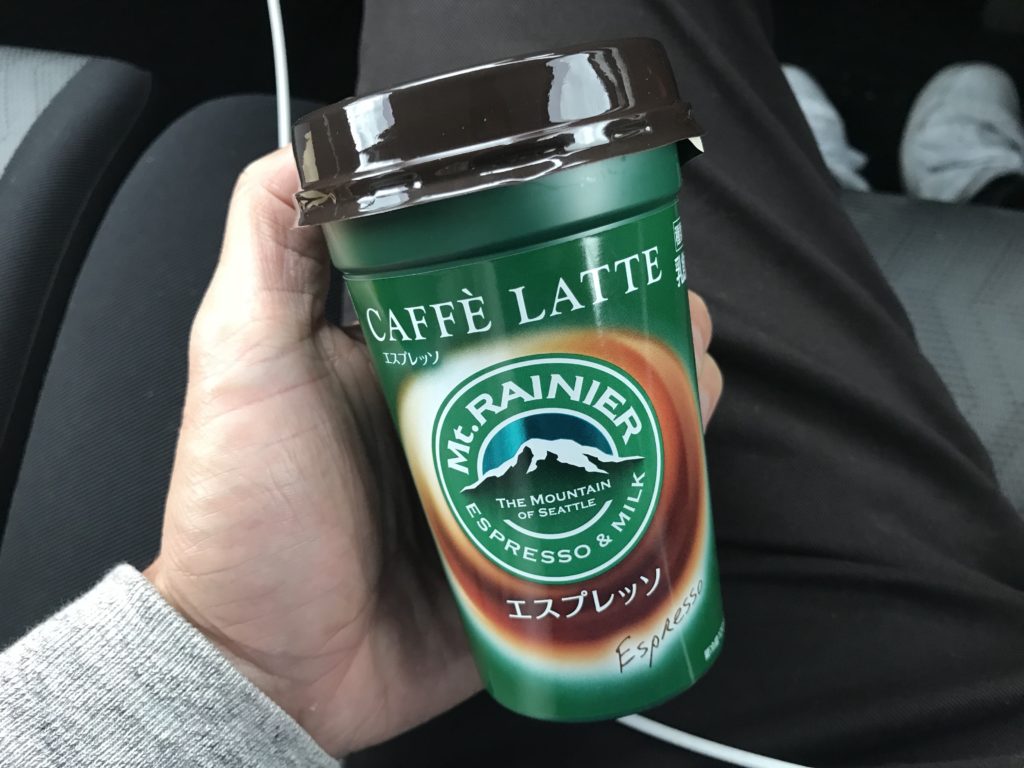 CAFFÈ LATTE
エスプレッソ
Mt. RAINIER
THE MOUNTAIN
OF SEATTLE
ESPRESSO & MILK
エスプレッソ
Espresso